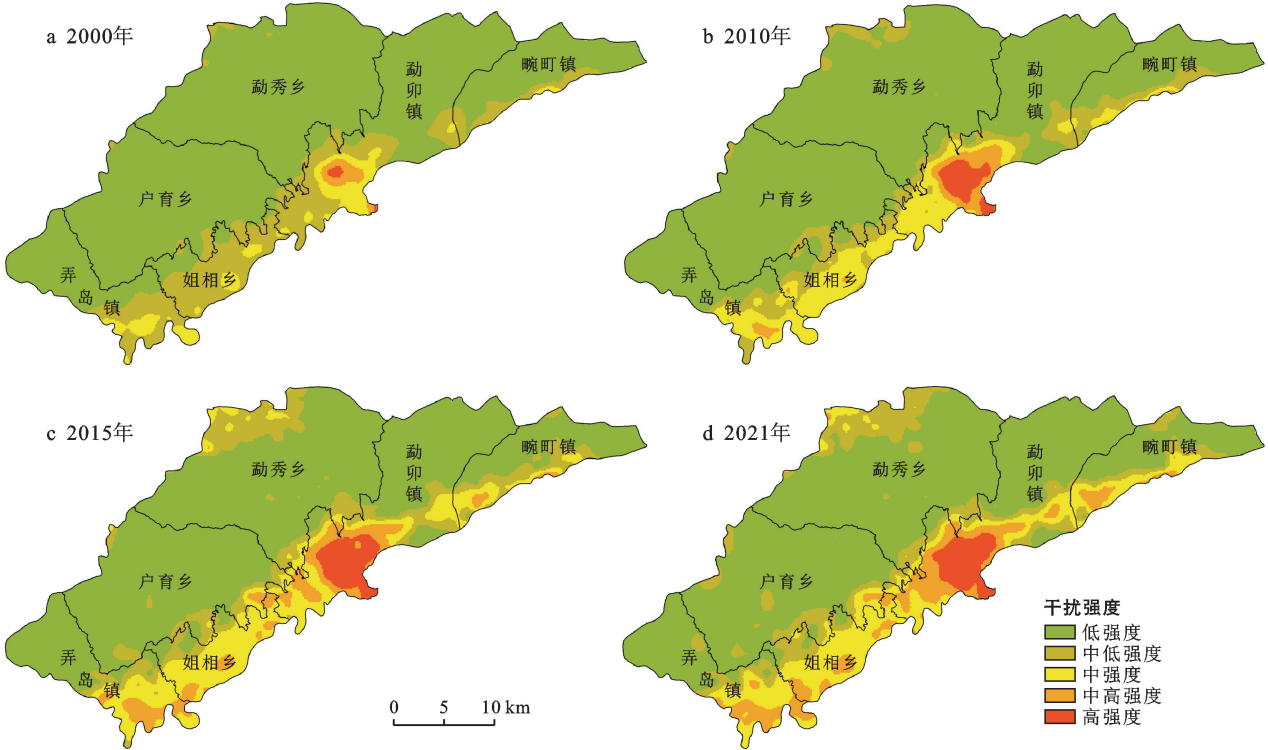 a 2000年
勐秀乡
勐卯镇
畹町镇
户育乡
弄岛镇
姐相乡
b 2010年
勐秀乡
勐卯镇
畹町镇
户育乡
弄岛镇
姐相乡
c 2015年
勐秀乡
勐卯镇
畹町镇
户育乡
弄岛镇
姐相乡
0 5 10 km
d 2021年
勐秀乡
勐卯镇
畹町镇
户育乡
弄岛镇
姐相乡
干扰强度
低强度
中低强度
中强度
中高强度
高强度